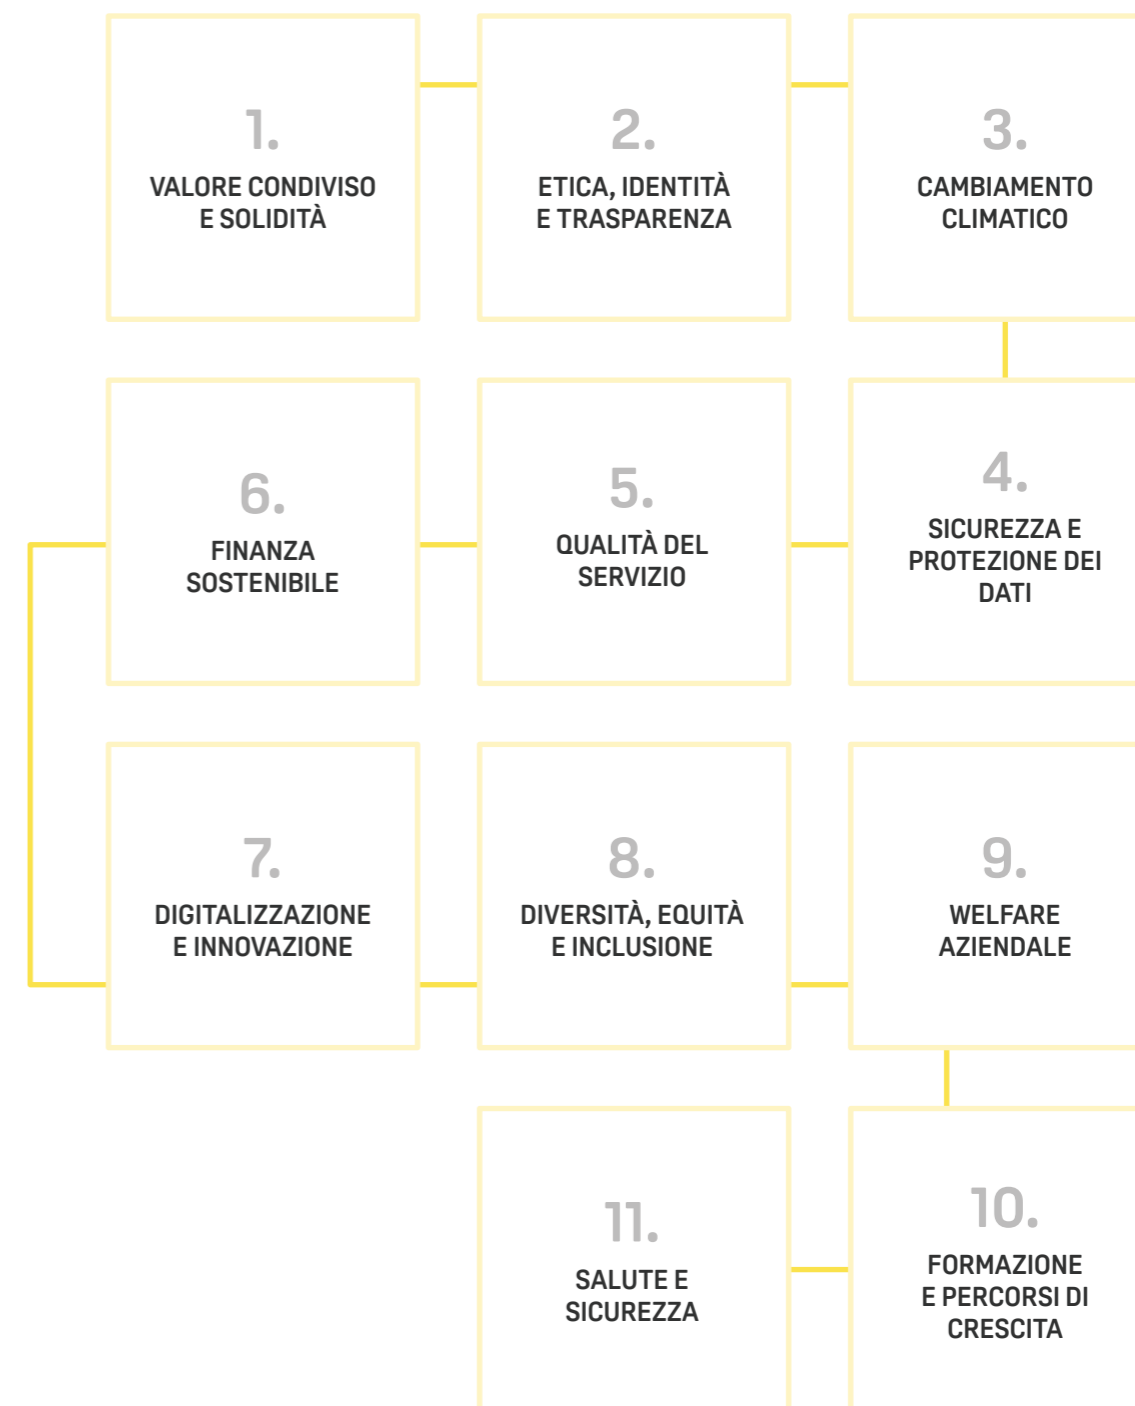 1.
VALORE CONDIVISO
E SOLIDITÀ
2.
ETICA, IDENTITÀ
E TRASPARENZA
3.
CAMBIAMENTO
CLIMATICO
4.
SICUREZZA E
PROTEZIONE DEI
DATI
5.
QUALITÀ DEL
SERVIZIO
6.
FINANZA
SOSTENIBILE
7.
DIGITALIZZAZIONE
E INNOVAZIONE
8.
DIVERSITÀ, EQUITÀ
E INCLUSIONE
9.
WELFARE
AZIENDALE
10.
FORMAZIONE
E PERCORSI DI
CRESCITA
11.
SALUTE E
SICUREZZA